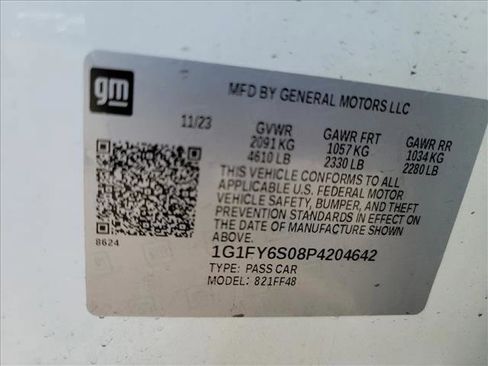 gm
MFD BY GENERAL MOTORS LLC
11/23 GVWR GAWR FRT GAWR RR
2091 KG 1057 KG 1034 KG
4610 LB 2330 LB 2280 LB
THIS VEHICLE CONFORMS TO ALL
APPLICABLE U.S. FEDERAL MOTOR
VEHICLE SAFETY, BUMPER, AND THEFT
PREVENTION STANDARDS IN EFFECT ON
THE DATE OF MANUFACTURE SHOWN ABOVE.
8624
1G1FY6S08P4204642
TYPE: PASS CAR
MODEL: 821FF48